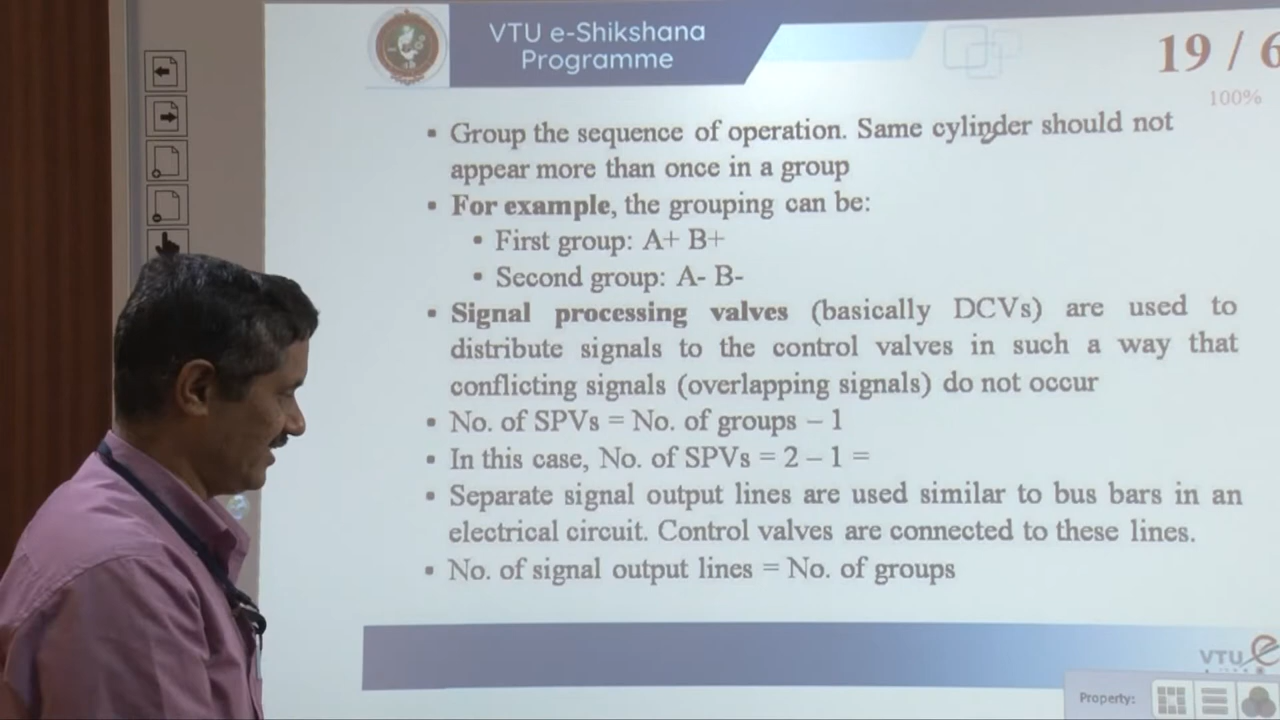 VTU e-Shikshana
Programme
19 / 6
100%
▪ Group the sequence of operation. Same cylinder should not
appear more than once in a group
▪ For example, the grouping can be:
• First group: A+ B+
• Second group: A- B-
▪ Signal processing valves (basically DCVs) are used to
distribute signals to the control valves in such a way that
conflicting signals (overlapping signals) do not occur
▪ No. of SPVs = No. of groups – 1
▪ In this case, No. of SPVs = 2 – 1 =
▪ Separate signal output lines are used similar to bus bars in an
electrical circuit. Control valves are connected to these lines.
▪ No. of signal output lines = No. of groups
VTU e
Property: